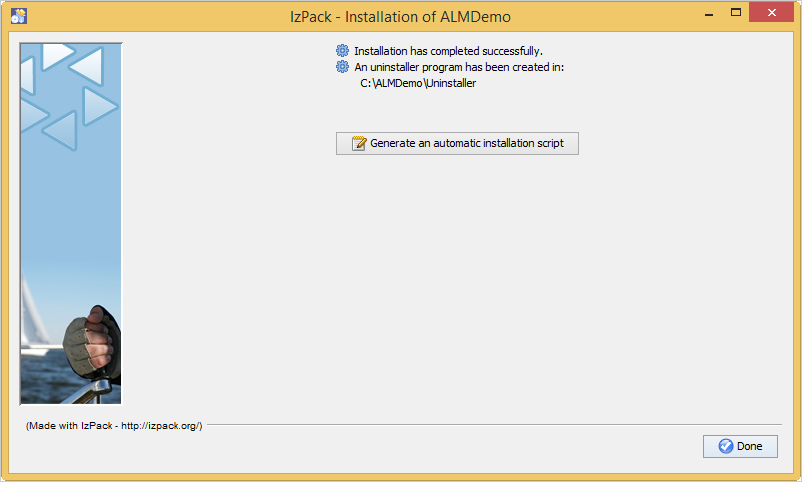 IzPack - Installation of ALMDemo
Installation has completed successfully.
An uninstaller program has been created in:
C:\ALMDemo\Uninstaller
Generate an automatic installation script
(Made with IzPack - http://izpack.org/)
Done